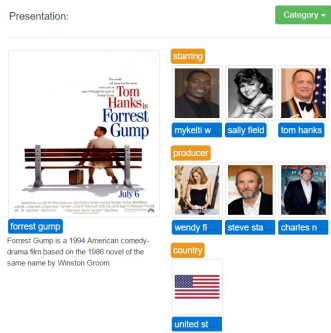 Presentation:
Category
starring
Tom
Hanks is
Forrest
Gump
July 6
mykelti w
sally field
tom hanks
producer
forrest gump
wendy fi
steve sta
charles n
Forrest Gump is a 1994 American comedy-
drama film based on the 1986 novel of the
same name by Winston Groom.
country
united st